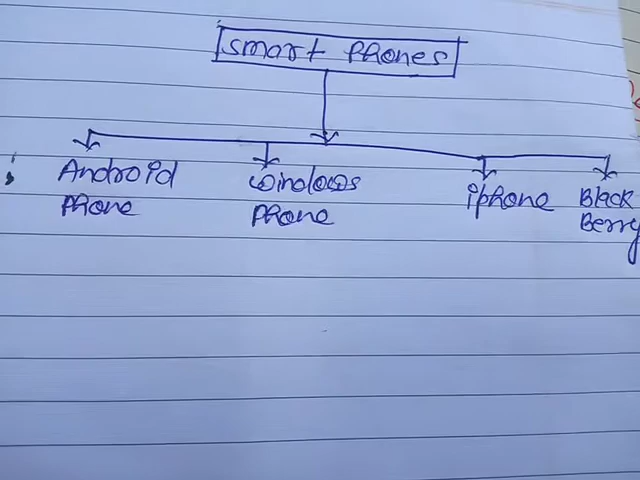 Smart Phones
Android Phone
Windows Phone
iphone
Black Berry